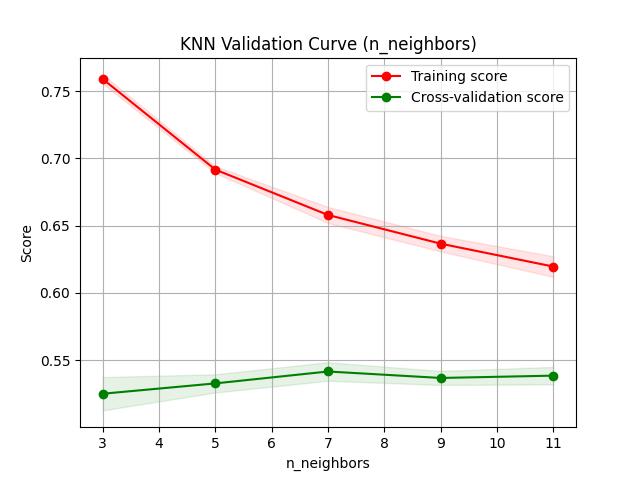 KNN Validation Curve (n_neighbors)
Training score
Cross-validation score
Score
0.75
0.70
0.65
0.60
0.55
3 4 5 6 7 8 9 10 11
n_neighbors